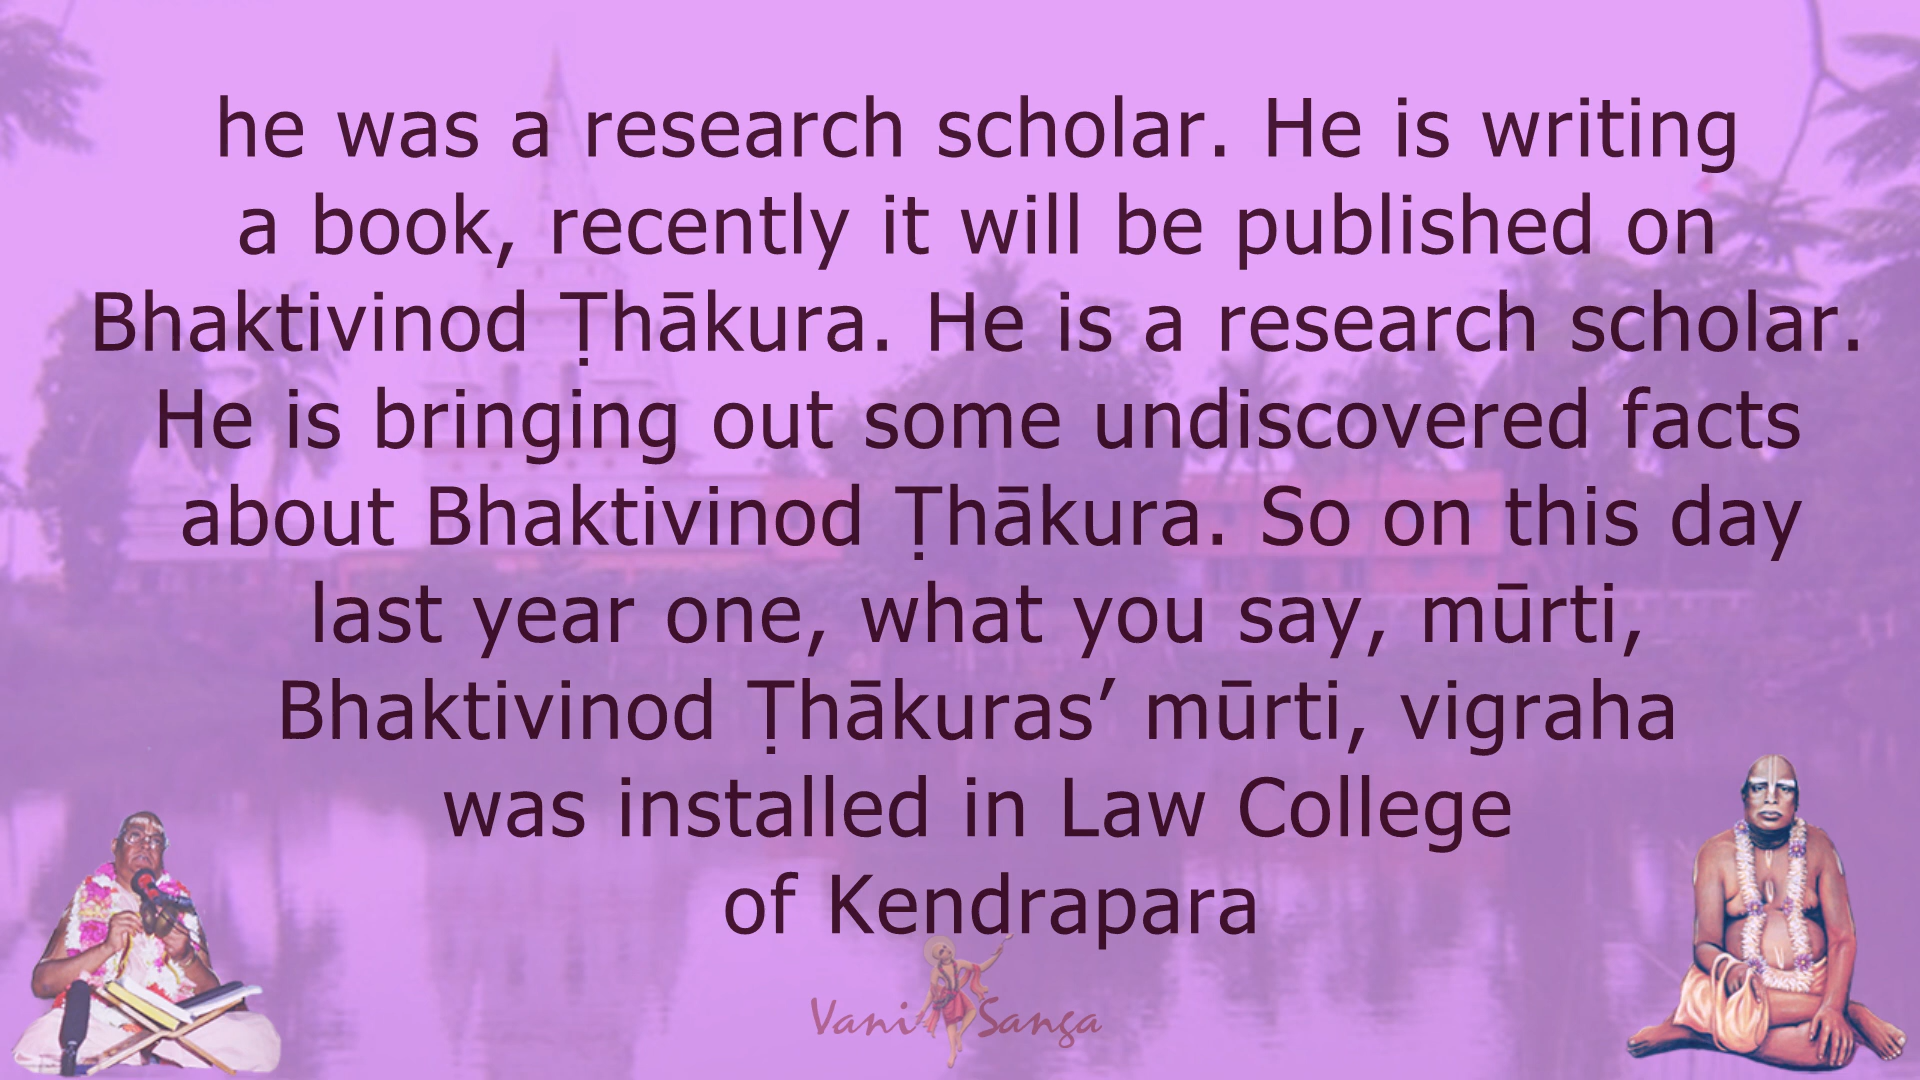 he was a research scholar. He is writing
a book, recently it will be published on
Bhaktivinod Ṭhākura. He is a research scholar.
He is bringing out some undiscovered facts
about Bhaktivinod Ṭhākura. So on this day
last year one, what you say, mūrti,
Bhaktivinod Ṭhākuras’ mūrti, vigraha
was installed in Law College
of Kendrapara
Vani Sanga